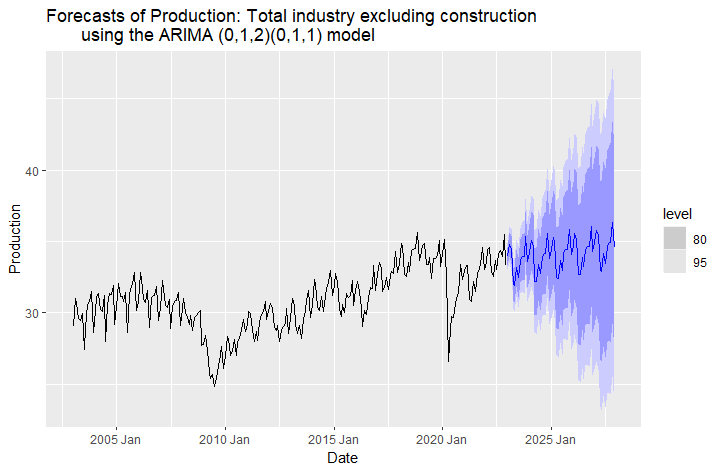 Forecasts of Production: Total industry excluding construction
using the ARIMA (0,1,2)(0,1,1) model
Production
40
30
level
80
95
2005 Jan
2010 Jan
2015 Jan
2020 Jan
2025 Jan
Date